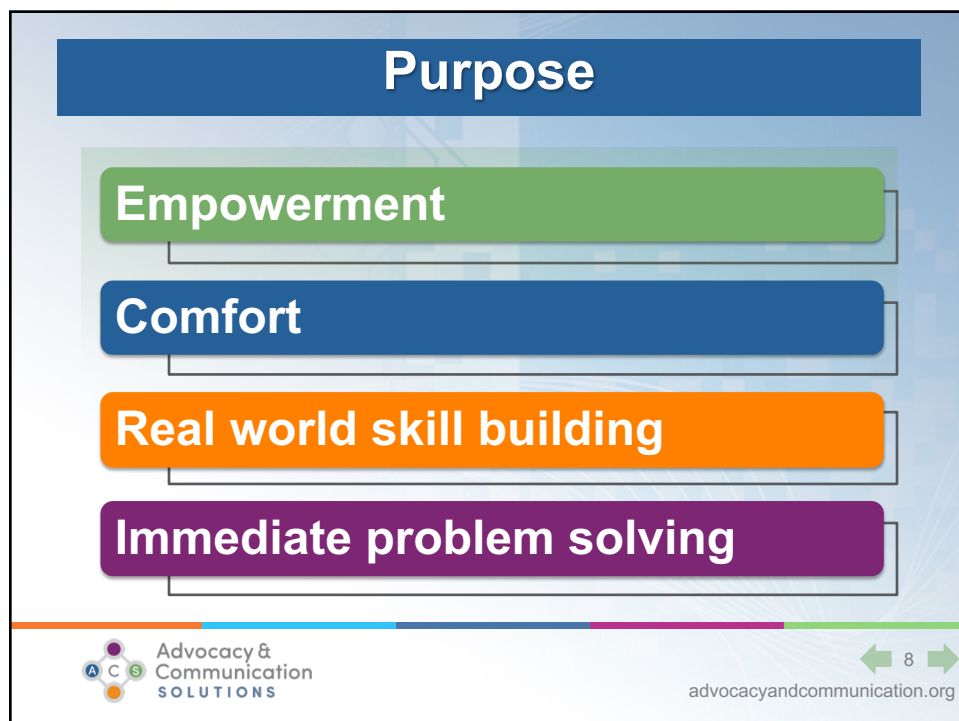 Purpose
Empowerment
Comfort
Real world skill building
Immediate problem solving
A C S
Advocacy &
Communication
SOLUTIONS
8
advocacyandcommunication.org